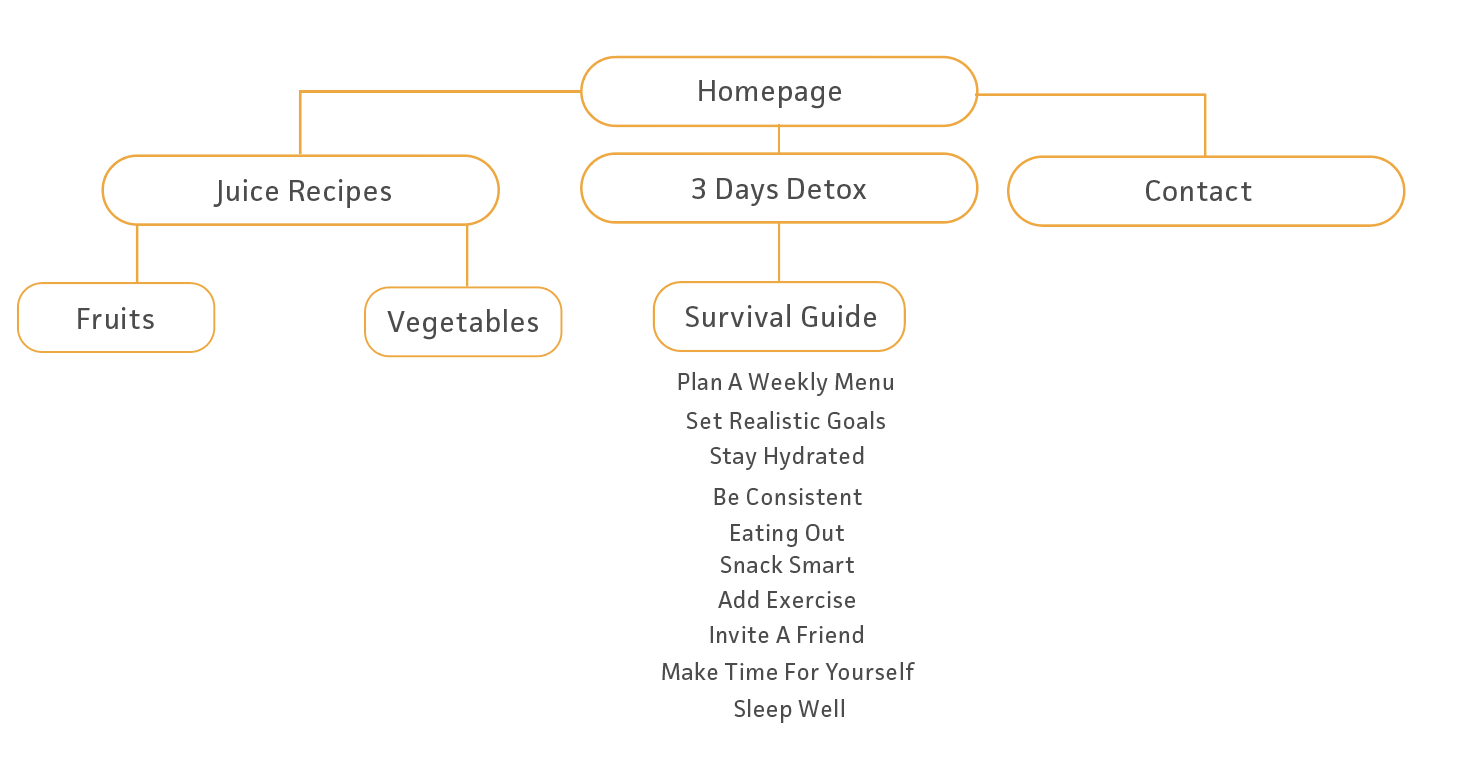 Homepage
Juice Recipes
3 Days Detox
Contact
Fruits
Vegetables
Survival Guide
Plan A Weekly Menu
Set Realistic Goals
Stay Hydrated
Be Consistent
Eating Out
Snack Smart
Add Exercise
Invite A Friend
Make Time For Yourself
Sleep Well